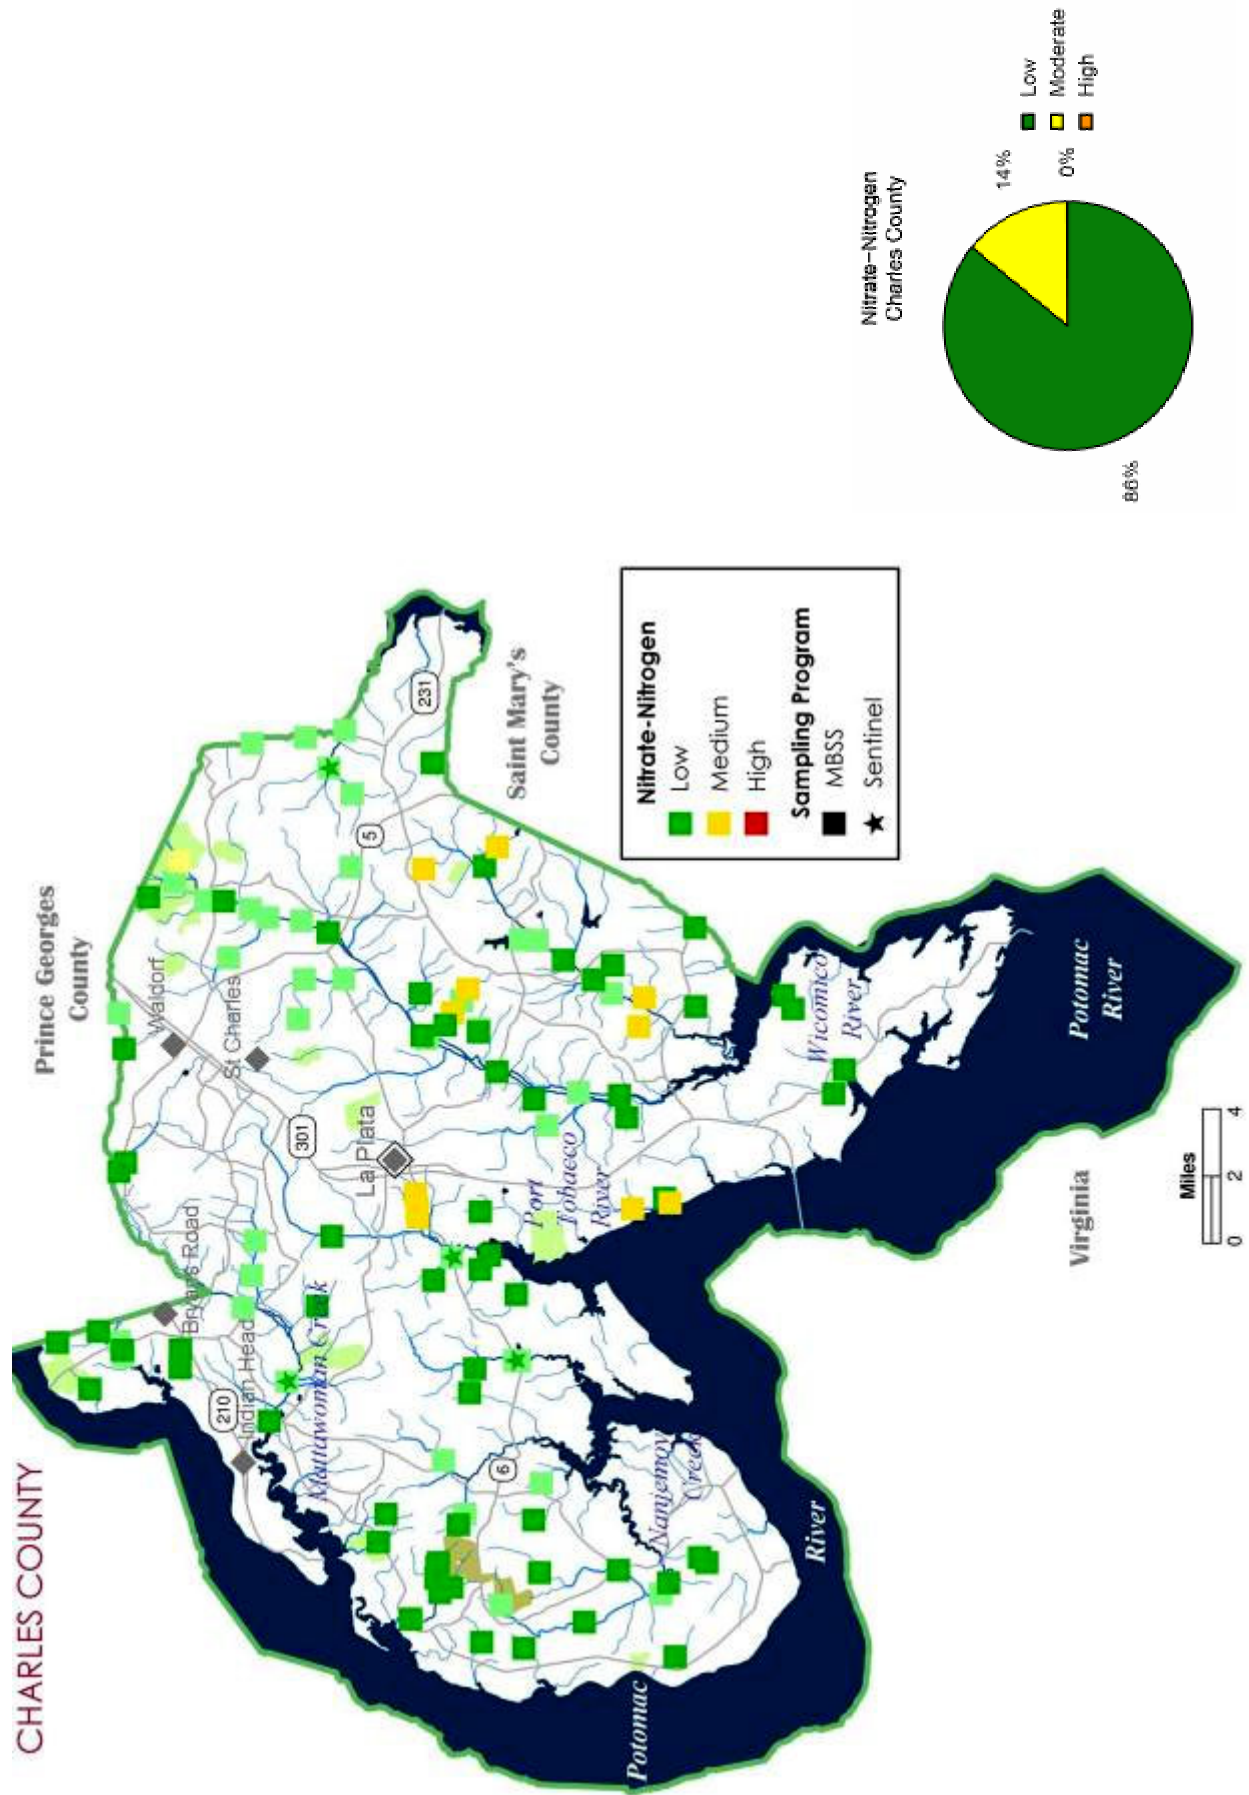 CHARLES COUNTY
Prince Georges
County
Waldorf
St Charles
Bryans Road
Indian Head
210
301
La Plata
5
231
6
Mattawoman Creek
Port
Tobacco
River
Nanjemoy
Creek
Wicomico
River
Saint Mary's
County
Potomac
River
Potomac
River
Virginia
Miles
0 2 4
Nitrate-Nitrogen
Low
Medium
High
Sampling Program
MBSS
Sentinel
Nitrate-Nitrogen
Charles County
14%
0%
86%
Low
Moderate
High